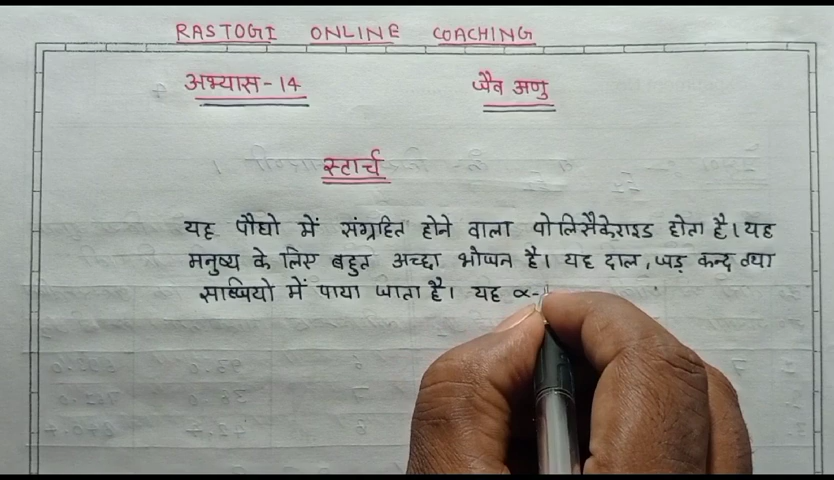 RASTOGI ONLINE COACHING
अभ्यास-14 जैव अणु
स्टार्च
यह पौधो में संग्रहित होने वाला पोलिसैकेराइड होता है। यह
मनुष्य के लिए बहुत अच्छा भोजन है। यह दाल, जड़ कन्द तथा
सब्जियो में पाया जाता है। यह α-